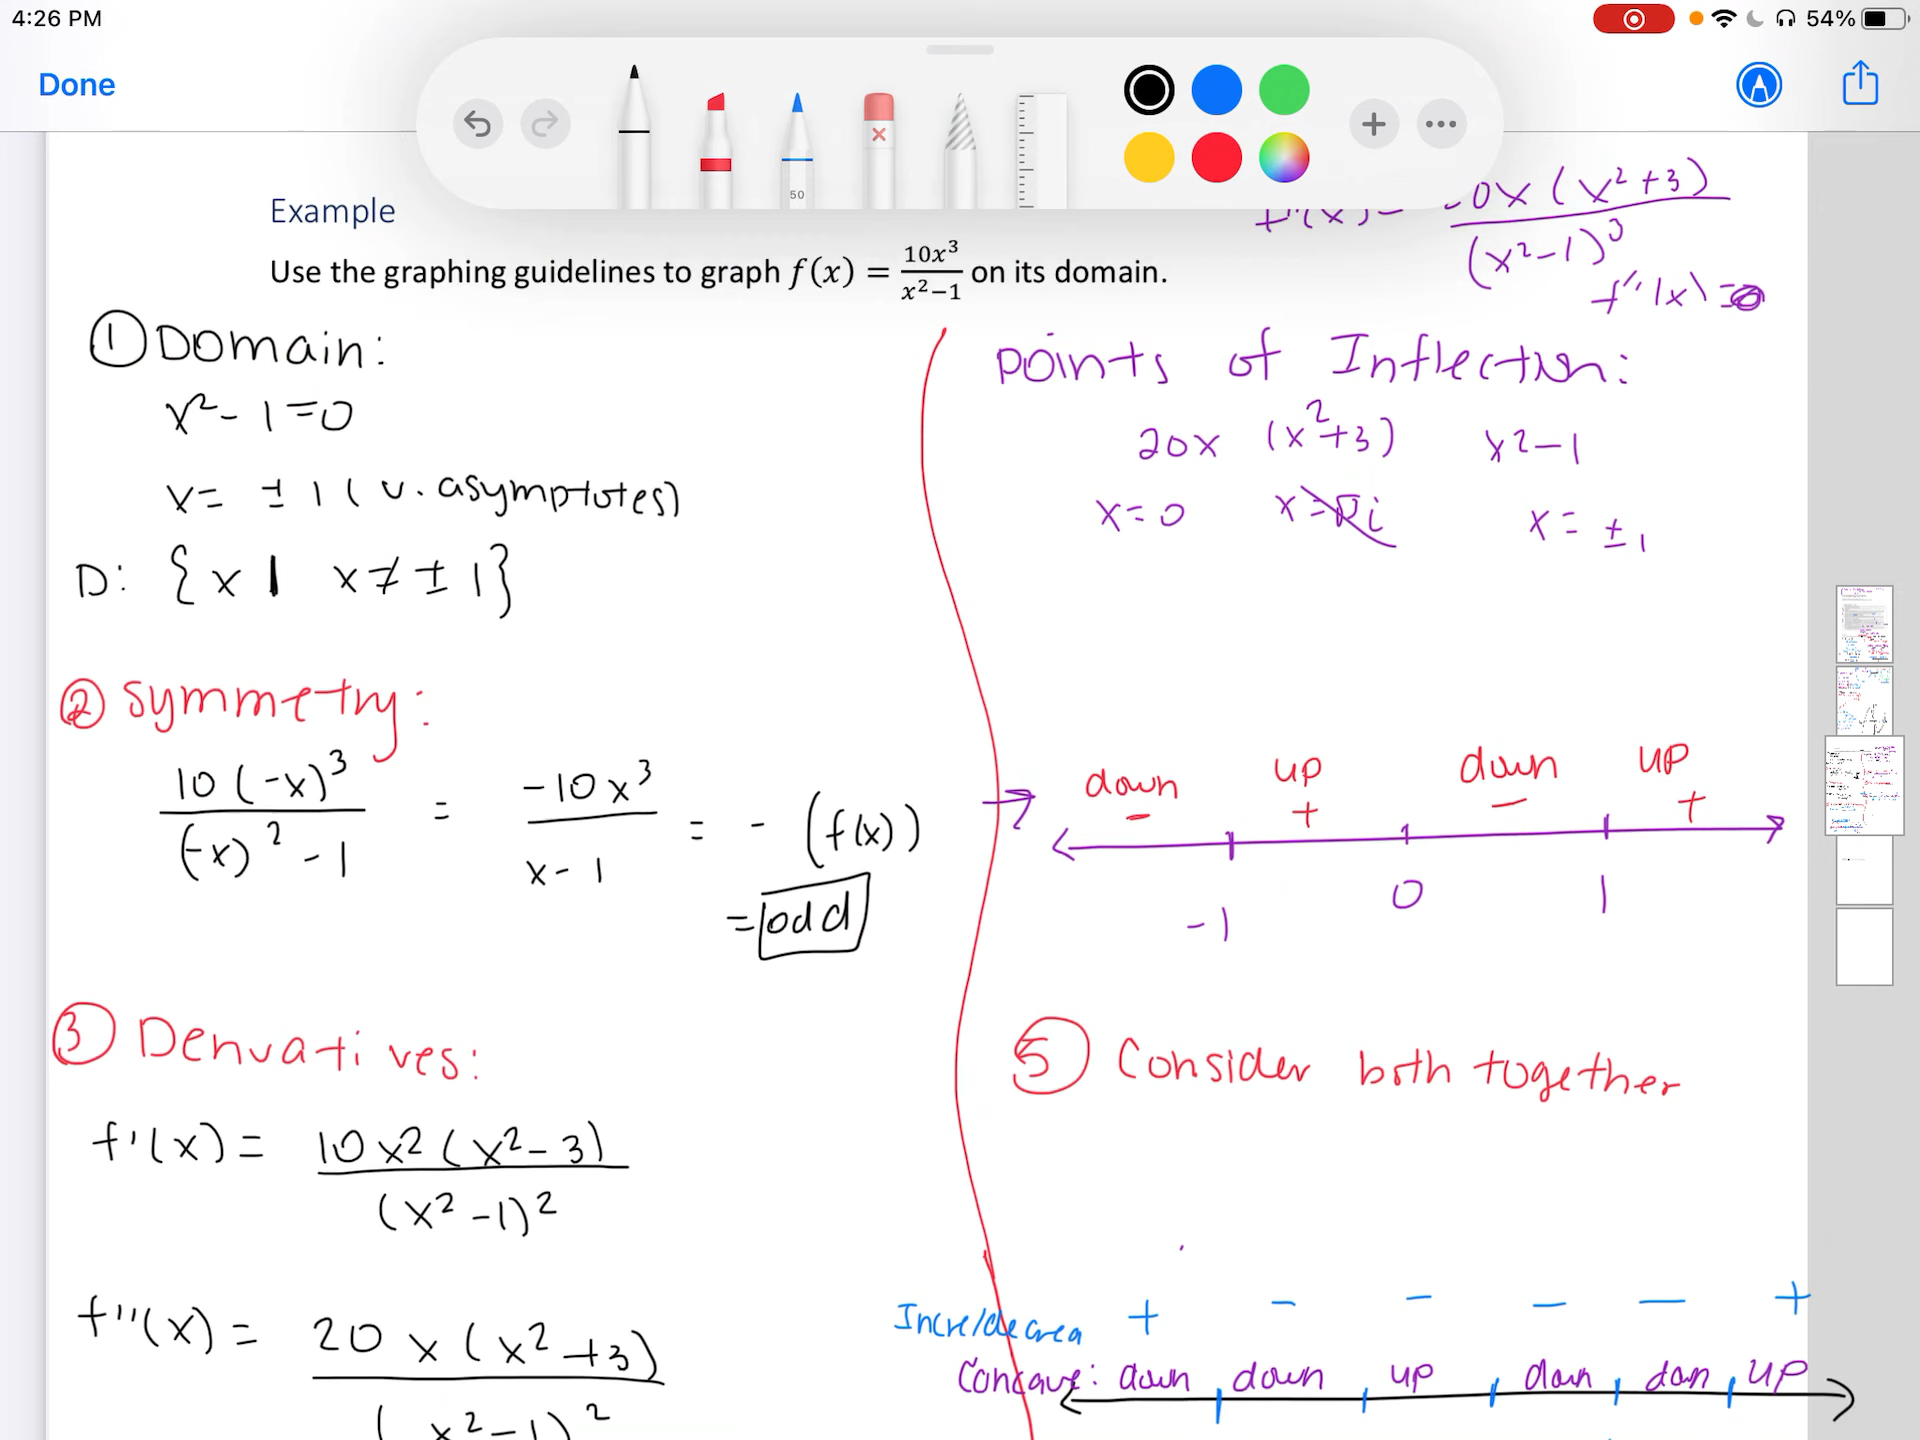 4:26 PM
54%
Done
50
Example
Use the graphing guidelines to graph f(x) = 10x³/(x²−1) on its domain.
0x (x²+3)
f''(x) =
(x²−1)³
f''(x) = 0
① Domain:
x² - 1 = 0
x = ±1 (v. asymptotes)
D: {x | x ≠ ±1}
② Symmetry:
10(-x)³/((-x)² - 1) = -10x³/(x - 1) = -(f(x))
= odd
③ Derivatives:
f'(x) = 10x²(x² - 3)/(x² - 1)²
f''(x) = 20x(x² + 3)
(x² - 1)²
Points of Inflection:
20x (x²+3) x²-1
x=0 x= i x = ±1
down up down up
- + - +
-1 0 1
⑤ Consider both together
Incre/decrea + - - - - +
Concave: down down up down down up